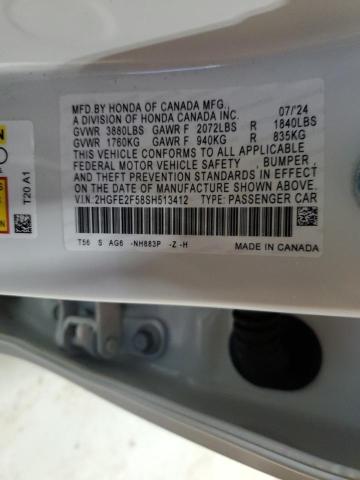 MFD.BY HONDA OF CANADA MFG., 07/24
A DIVISION OF HONDA CANADA INC.
GVWR 3880LBS GAWR F 2072LBS R 1840LBS
GVWR 1760KG GAWR F 940KG R 835KG
THIS VEHICLE CONFORMS TO ALL APPLICABLE
FEDERAL MOTOR VEHICLE SAFETY , BUMPER ,
AND THEFT PREVENTION STANDARDS IN EFFECT
ON THE DATE OF MANUFACTURE SHOWN ABOVE.
V.I.N: 2HGFE2F58SH513412 TYPE: PASSENGER CAR
T56 S AG6 -NH883P -Z -H MADE IN CANADA
T20 A1